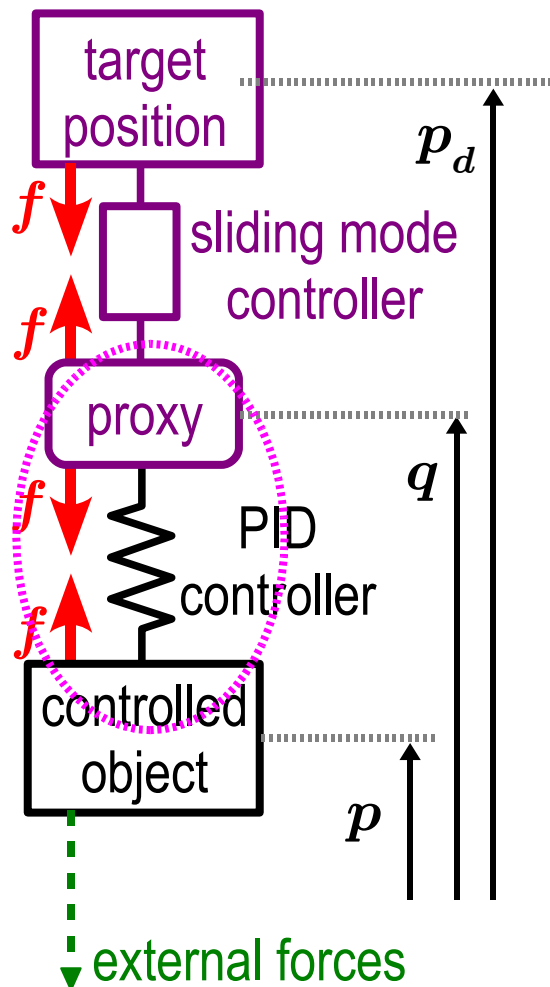 target
position
p_d
f
sliding mode
controller
f
proxy
q
f
PID
controller
f
controlled
object
p
external forces